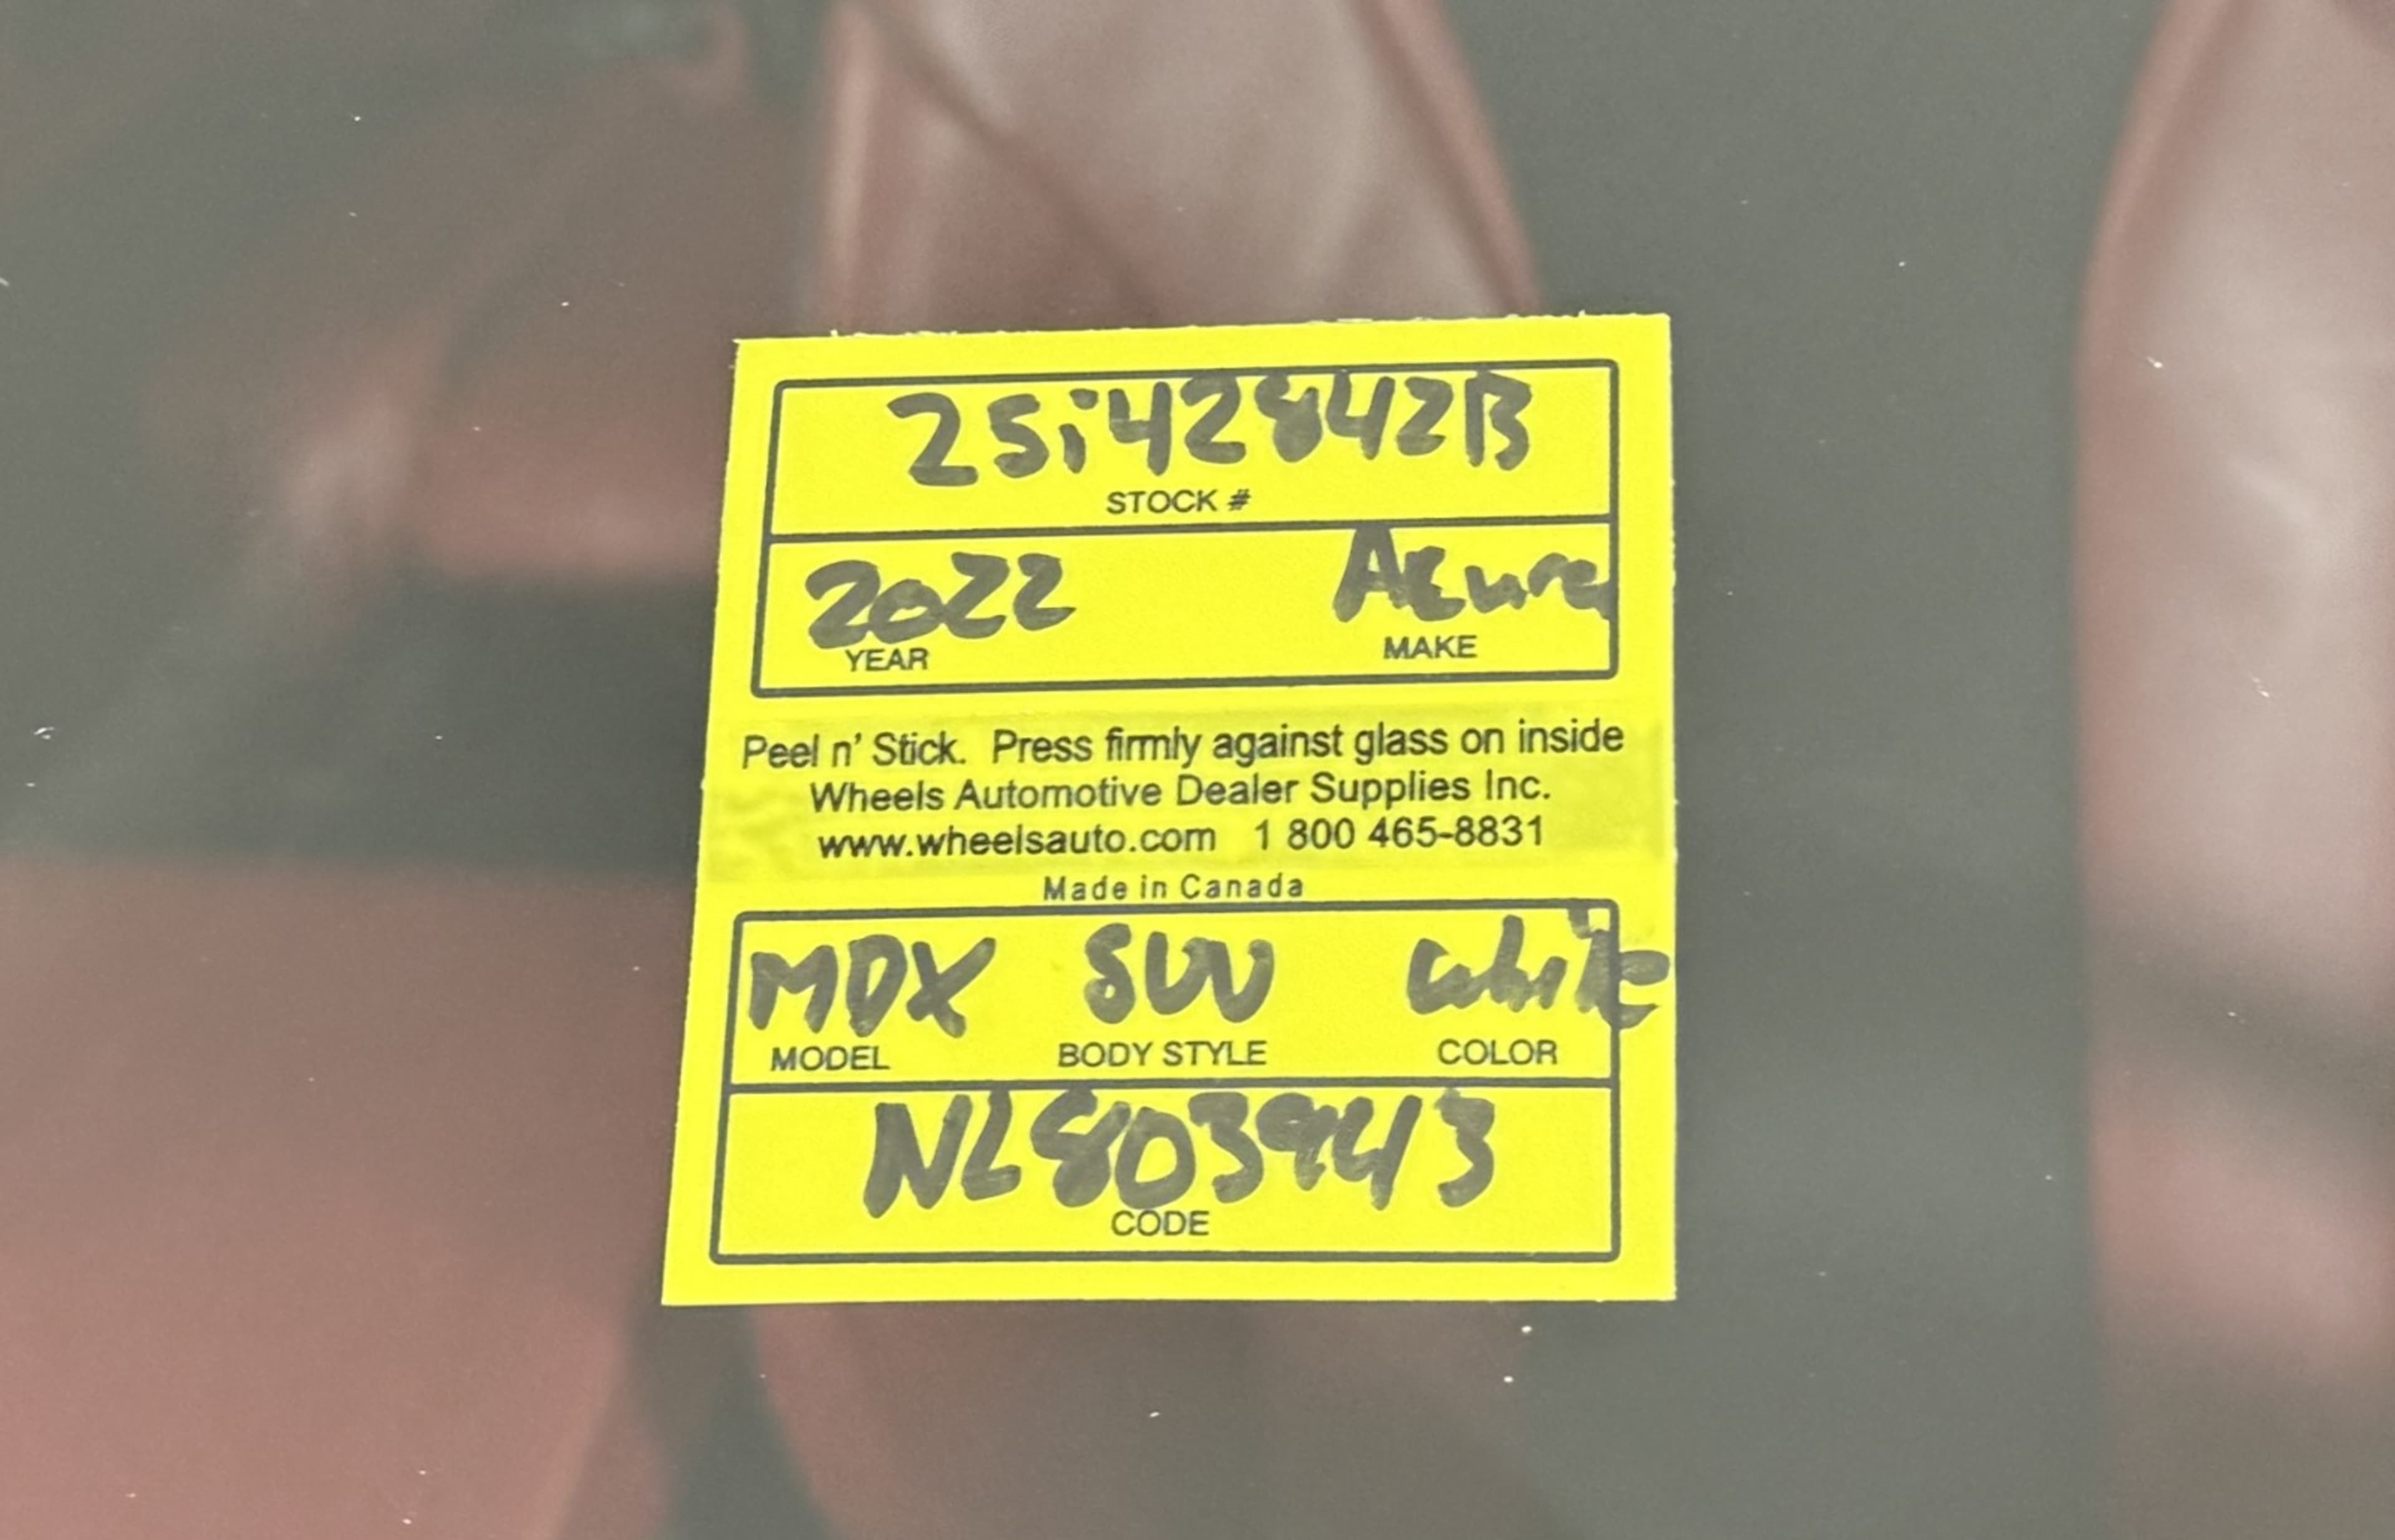 25i42842B
STOCK #
2022 Acura
YEAR MAKE
Peel n' Stick. Press firmly against glass on inside
Wheels Automotive Dealer Supplies Inc.
www.wheelsauto.com 1 800 465-8831
Made in Canada
MDX SUV white
MODEL BODY STYLE COLOR
NL803943
CODE